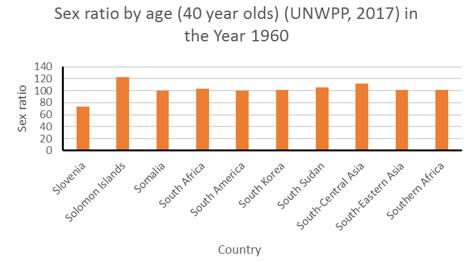 Sex ratio by age (40 year olds) (UNWPP, 2017) in
the Year 1960
140
120
100
80
60
40
20
0
Sex ratio
Slovenia
Solomon Islands
Somalia
South Africa
South America
South Korea
South Sudan
South-Central Asia
South-Eastern Asia
Southern Africa
Country